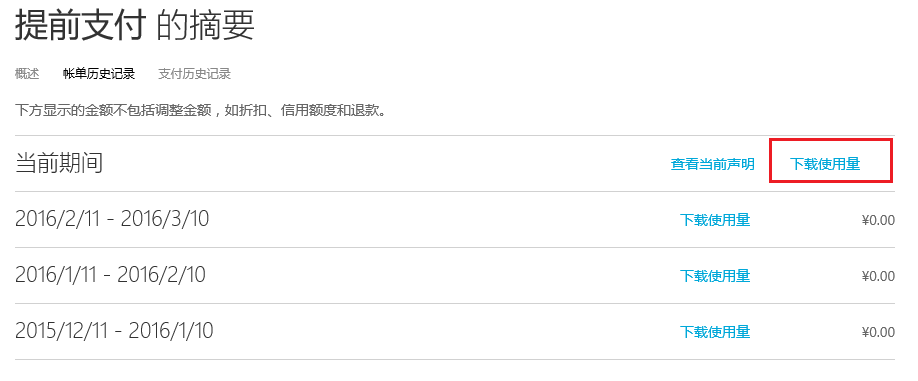 提前支付 的摘要
概述 帐单历史记录 支付历史记录
下方显示的金额不包括调整金额，如折扣、信用额度和退款。
当前期间 查看当前声明 下载使用量
2016/2/11 - 2016/3/10 下载使用量 ¥0.00
2016/1/11 - 2016/2/10 下载使用量 ¥0.00
2015/12/11 - 2016/1/10 下载使用量 ¥0.00